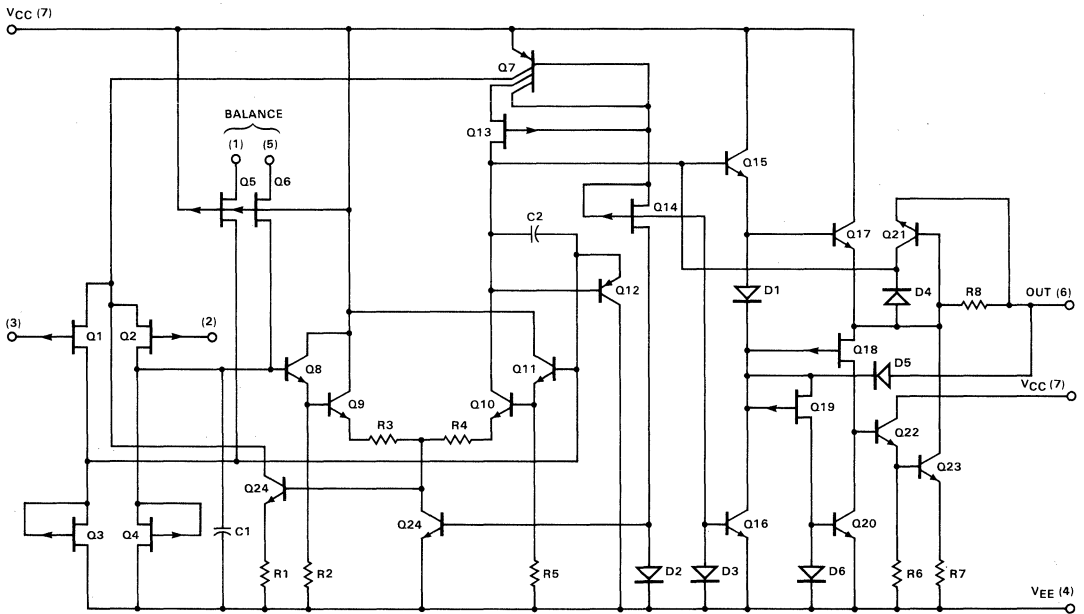 VCC (7)
Q7
BALANCE
(1) (5)
Q13
Q5 Q6
Q15
Q14
C2
Q17 Q21
Q12
D1 D4 R8 OUT (6)
(3) Q1 Q2 (2)
Q18
D5
Q8 Q11
VCC (7)
Q9 Q10
Q19
R3 R4
Q22
Q23
Q24
Q3 Q4 C1 Q24 Q16 Q20
R1 R2 R5 D2 D3 D6 R6 R7
VEE (4)